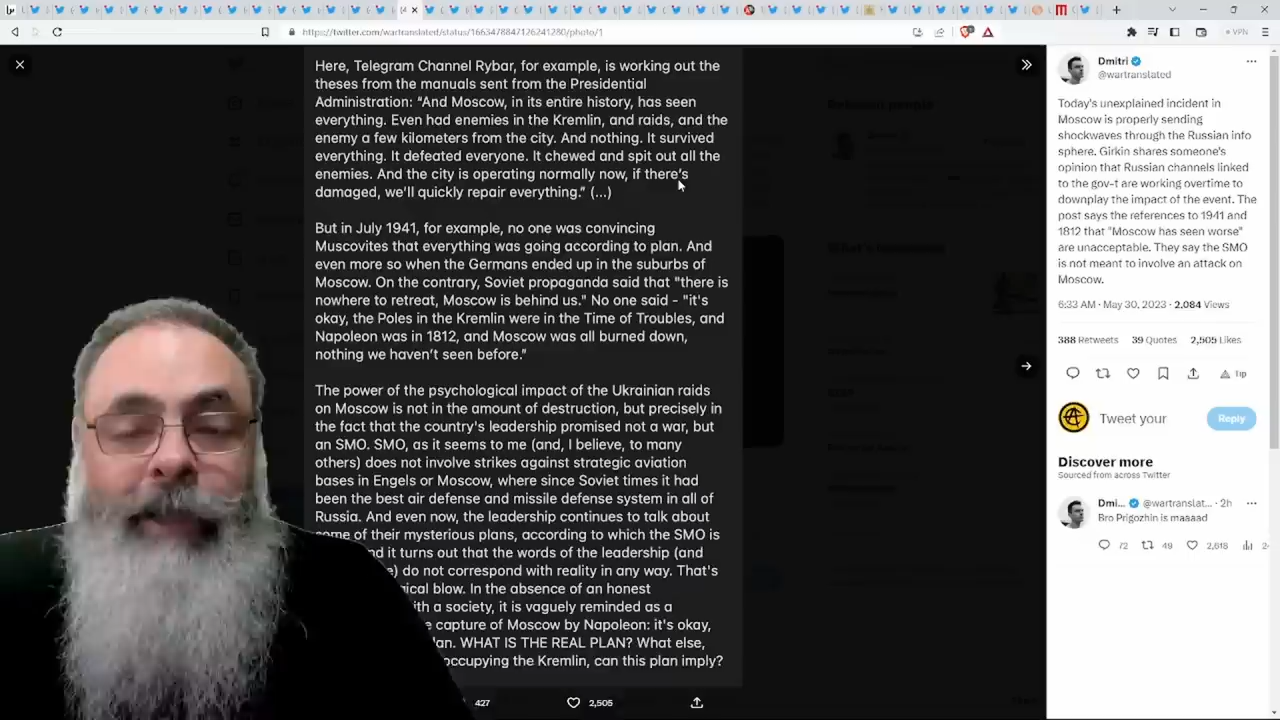 https://twitter.com/wartranslated/status/1663478847126241280/photo/1
VPN
Here, Telegram Channel Rybar, for example, is working out the
theses from the manuals sent from the Presidential
Administration: "And Moscow, in its entire history, has seen
everything. Even had enemies in the Kremlin, and raids, and the
enemy a few kilometers from the city. And nothing. It survived
everything. It defeated everyone. It chewed and spit out all the
enemies. And the city is operating normally now, if there's
damaged, we'll quickly repair everything." (...)
But in July 1941, for example, no one was convincing
Muscovites that everything was going according to plan. And
even more so when the Germans ended up in the suburbs of
Moscow. On the contrary, Soviet propaganda said that "there is
nowhere to retreat, Moscow is behind us." No one said - "it's
okay, the Poles in the Kremlin were in the Time of Troubles, and
Napoleon was in 1812, and Moscow was all burned down,
nothing we haven't seen before."
The power of the psychological impact of the Ukrainian raids
on Moscow is not in the amount of destruction, but precisely in
the fact that the country's leadership promised not a war, but
an SMO. SMO, as it seems to me (and, I believe, to many
others) does not involve strikes against strategic aviation
bases in Engels or Moscow, where since Soviet times it had
been the best air defense and missile defense system in all of
Russia. And even now, the leadership continues to talk about
some of their mysterious plans, according to which the SMO is
it turns out that the words of the leadership (and
do not correspond with reality in any way. That's
blow. In the absence of an honest
a society, it is vaguely reminded as a
capture of Moscow by Napoleon: it's okay,
WHAT IS THE REAL PLAN? What else,
occupying the Kremlin, can this plan imply?
427
2,505
Dmitri
@wartranslated
Today's unexplained incident in
Moscow is properly sending
shockwaves through the Russian info
sphere. Girkin shares someone's
opinion that Russian channels linked
to the gov-t are working overtime to
downplay the impact of the event. The
post says the references to 1941 and
1812 that "Moscow has seen worse"
are unacceptable. They say the SMO
is not meant to involve an attack on
Moscow.
6:33 AM · May 30, 2023 · 2,084 Views
388 Retweets 39 Quotes 2,505 Likes
Tip
Tweet your
Reply
Discover more
Sourced from across Twitter
Dmi... @wartranslat... · 2h
Bro Prigozhin is maaaad
72 49 2,618